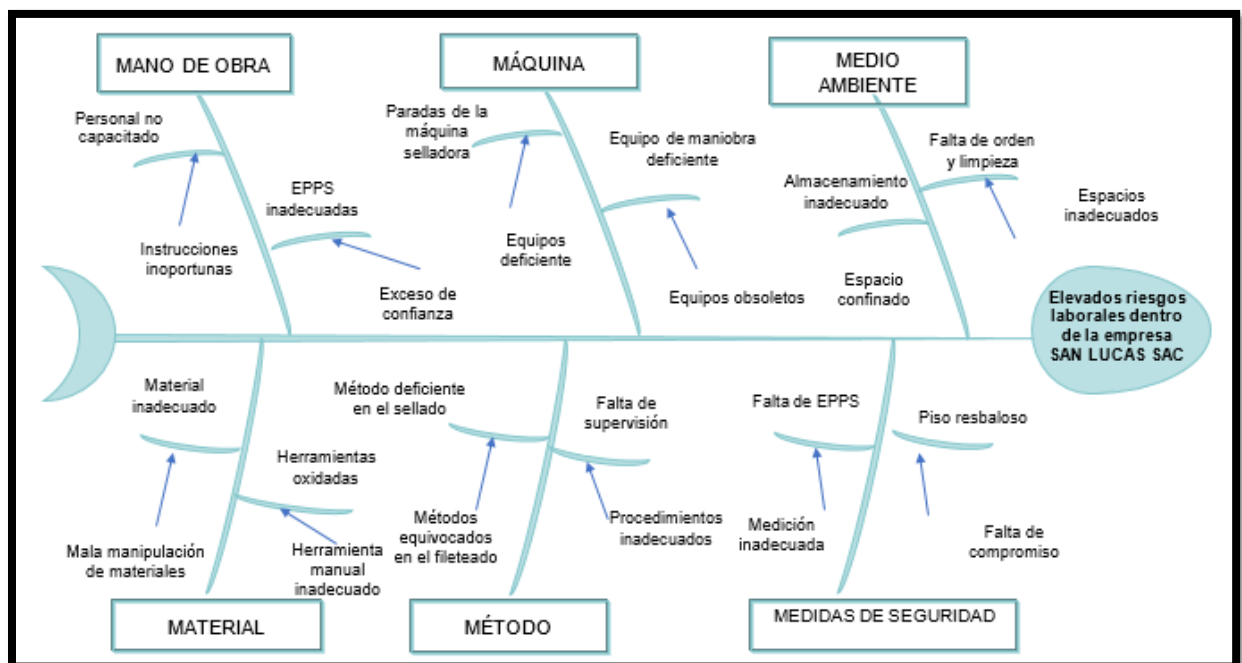 MANO DE OBRA
MÁQUINA
MEDIO
AMBIENTE
Personal no
capacitado
EPPS
inadecuadas
Instrucciones
inoportunas
Exceso de
confianza
Paradas de la
máquina
selladora
Equipo de maniobra
deficiente
Equipos
deficiente
Equipos obsoletos
Falta de orden
y limpieza
Almacenamiento
inadecuado
Espacios
inadecuados
Espacio
confinado
Elevados riesgos
laborales dentro
de la empresa
SAN LUCAS SAC
Material
inadecuado
Herramientas
oxidadas
Mala manipulación
de materiales
Herramienta
manual
inadecuado
Método deficiente
en el sellado
Falta de
supervisión
Métodos
equivocados
en el fileteado
Procedimientos
inadecuados
Falta de EPPS
Piso resbaloso
Medición
inadecuada
Falta de
compromiso
MATERIAL
MÉTODO
MEDIDAS DE SEGURIDAD